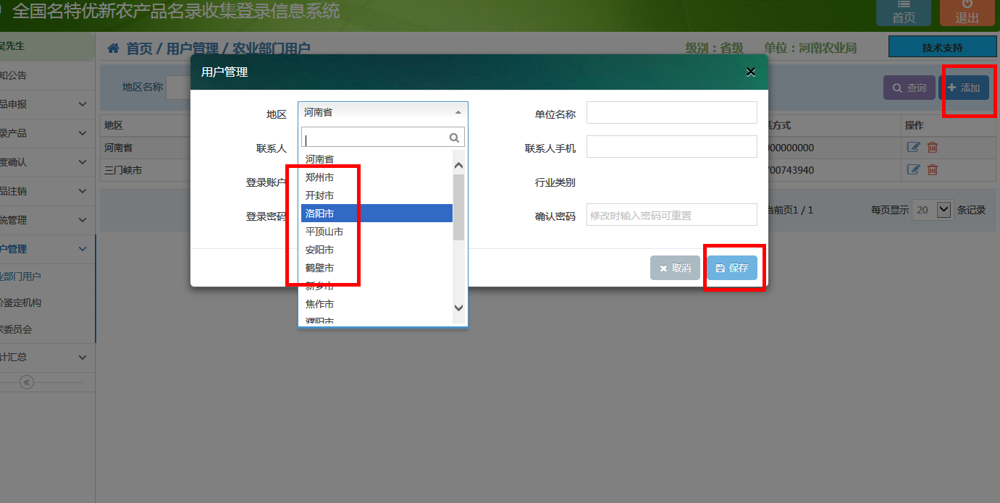 全国名特优新农产品名录收集登录信息系统
首页
退出
吴先生
首页 / 用户管理 / 农业部门用户
级别：省级
单位：河南农业局
技术支持
用户管理
知公告
地区名称
查询
添加
品申报
录产品
度确认
品注销
统管理
户管理
业部门用户
价鉴定机构
家委员会
计汇总
地区
河南省
三门峡市
地区
河南省
河南省
郑州市
开封市
洛阳市
平顶山市
安阳市
鹤壁市
新乡市
焦作市
濮阳市
联系人
登录账户
登录密码
单位名称
联系人手机
行业类别
确认密码
修改时输入密码可重置
取消
保存
系方式
操作
000000000
700743940
当前页1 / 1
每页显示
20
条记录